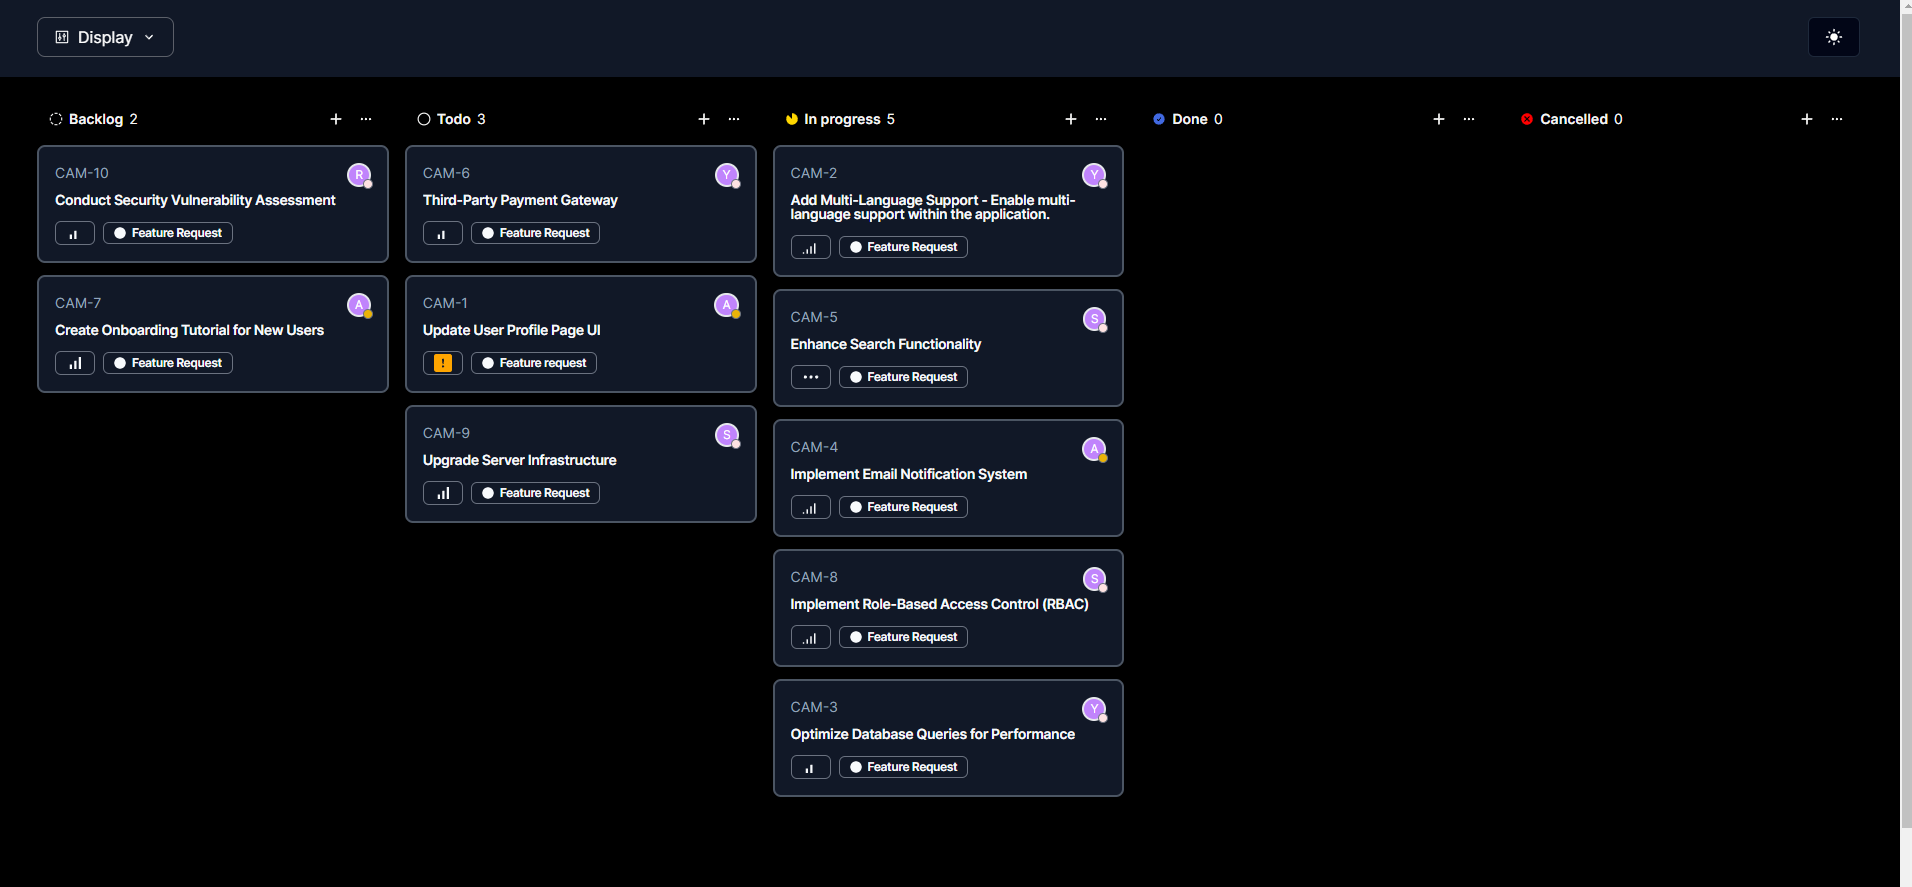 Display
Backlog 2
CAM-10
R
Conduct Security Vulnerability Assessment
Feature Request
CAM-7
A
Create Onboarding Tutorial for New Users
Feature Request
Todo 3
CAM-6
Y
Third-Party Payment Gateway
Feature Request
CAM-1
A
Update User Profile Page UI
!
Feature request
CAM-9
S
Upgrade Server Infrastructure
Feature Request
In progress 5
CAM-2
Y
Add Multi-Language Support - Enable multi-
language support within the application.
Feature Request
CAM-5
S
Enhance Search Functionality
Feature Request
CAM-4
A
Implement Email Notification System
Feature Request
CAM-8
S
Implement Role-Based Access Control (RBAC)
Feature Request
CAM-3
Y
Optimize Database Queries for Performance
Feature Request
Done 0
Cancelled 0